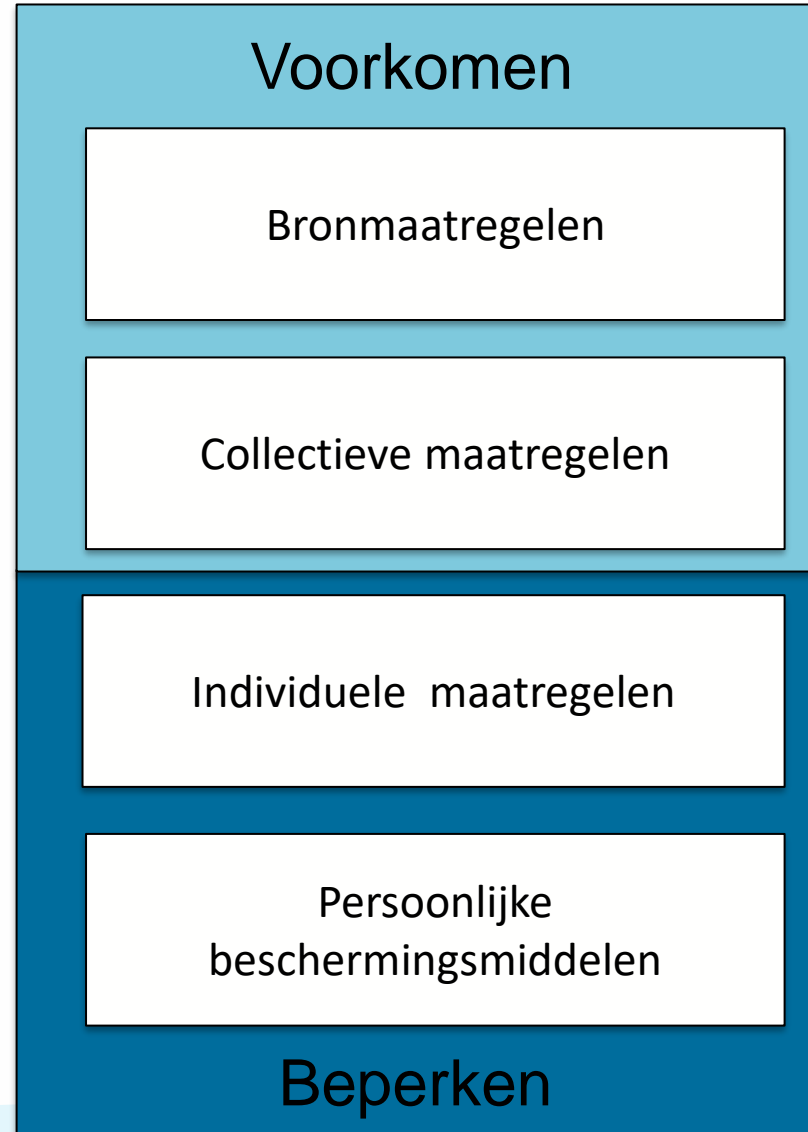 Voorkomen
Bronmaatregelen
Collectieve maatregelen
Individuele  maatregelen
Persoonlijke
beschermingsmiddelen
Beperken